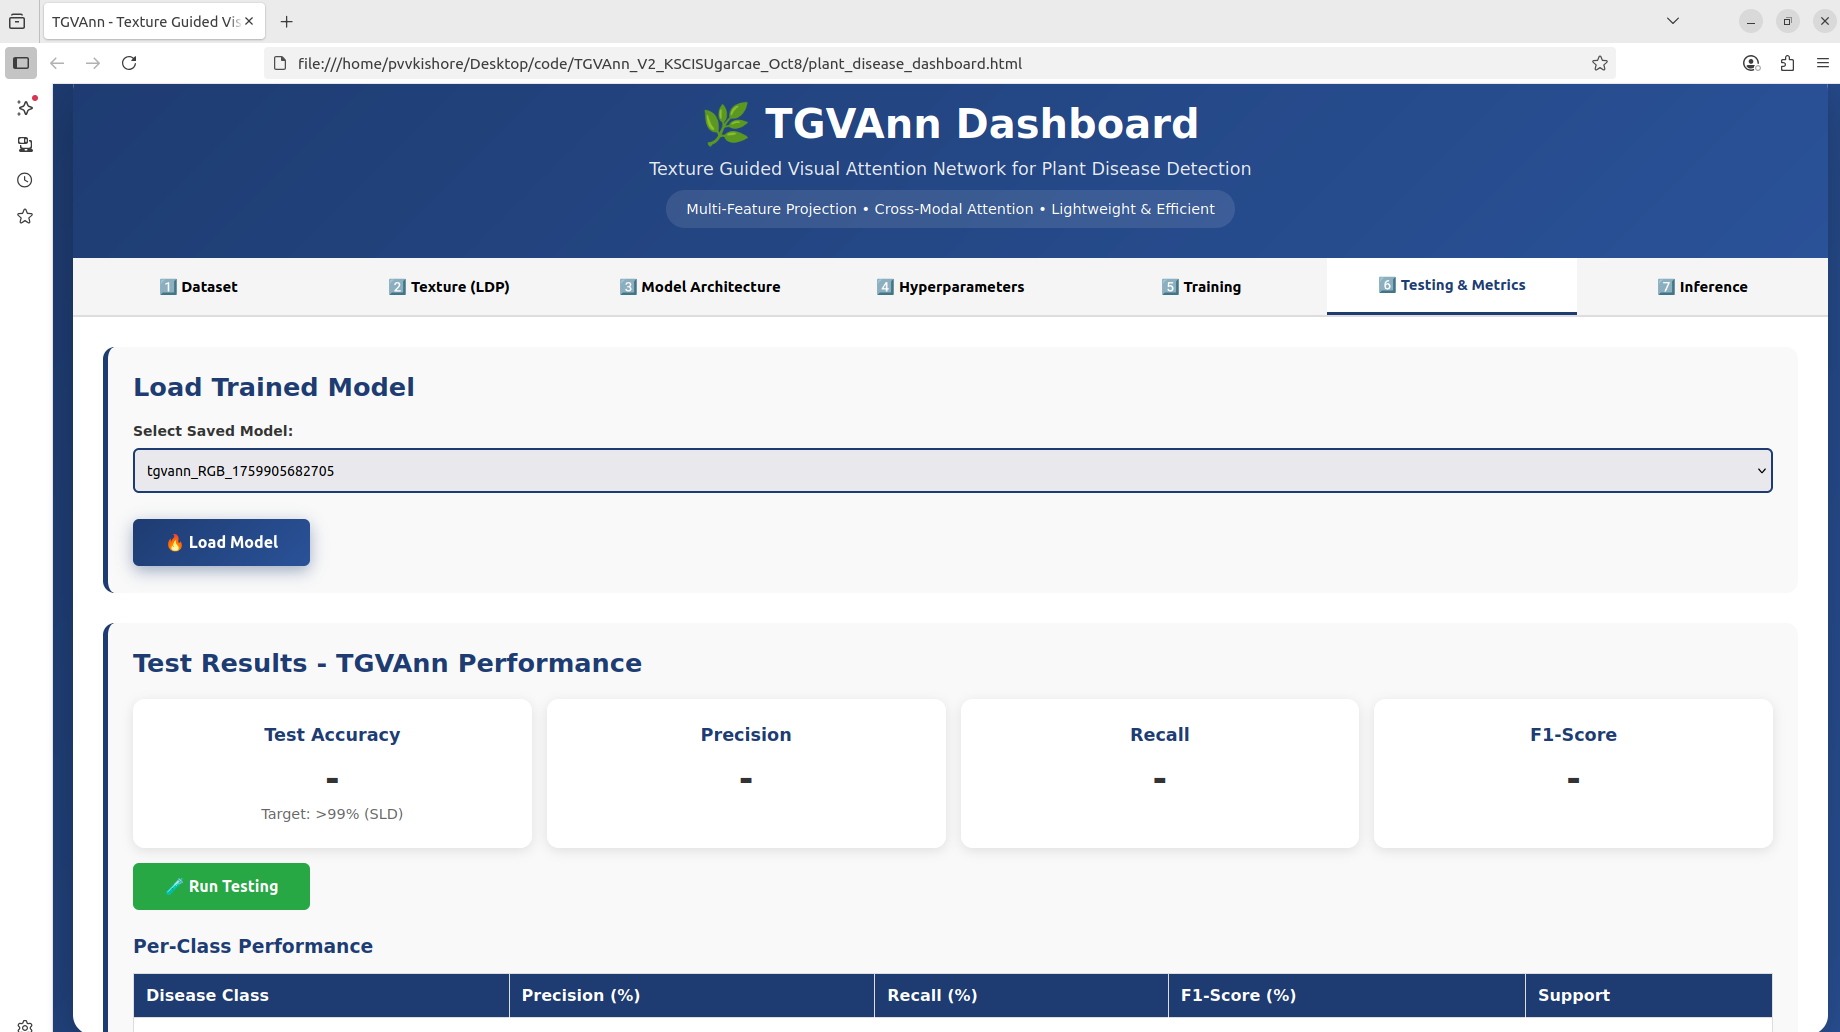 TGVAnn - Texture Guided Vis
file:///home/pvvkishore/Desktop/code/TGVAnn_V2_KSCISUgarcae_Oct8/plant_disease_dashboard.html
🌿 TGVAnn Dashboard
Texture Guided Visual Attention Network for Plant Disease Detection
Multi-Feature Projection • Cross-Modal Attention • Lightweight & Efficient
1️⃣ Dataset 2️⃣ Texture (LDP) 3️⃣ Model Architecture 4️⃣ Hyperparameters 5️⃣ Training 6️⃣ Testing & Metrics 7️⃣ Inference
Load Trained Model
Select Saved Model:
tgvann_RGB_1759905682705
🔥 Load Model
Test Results - TGVAnn Performance
Test Accuracy Precision Recall F1-Score
- - - -
Target: >99% (SLD)
🧪 Run Testing
Per-Class Performance
Disease Class Precision (%) Recall (%) F1-Score (%) Support